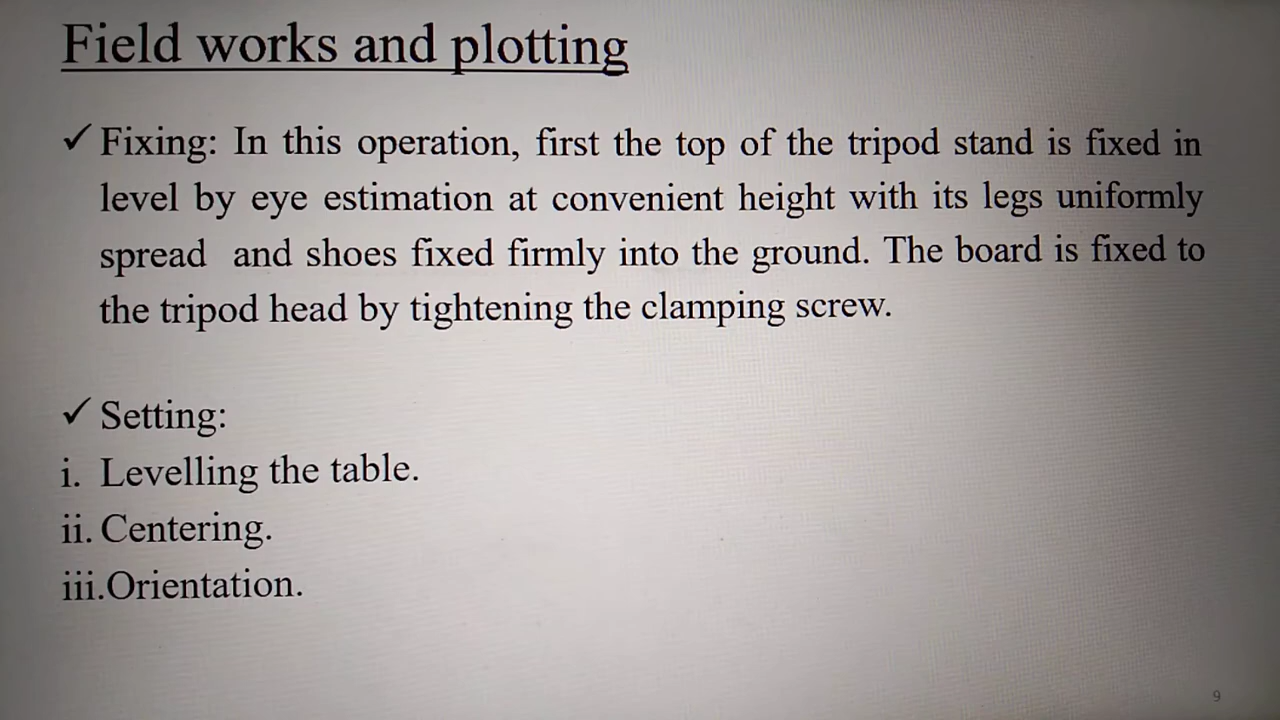 Field works and plotting
✓ Fixing: In this operation, first the top of the tripod stand is fixed in
level by eye estimation at convenient height with its legs uniformly
spread and shoes fixed firmly into the ground. The board is fixed to
the tripod head by tightening the clamping screw.
✓ Setting:
i. Levelling the table.
ii. Centering.
iii.Orientation.
9